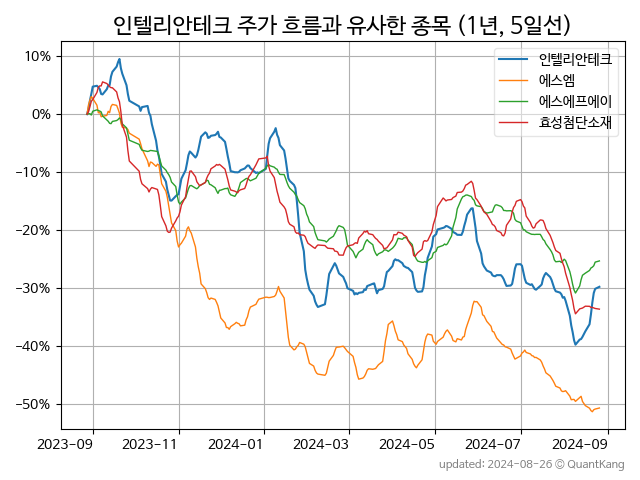 인텔리안테크 주가 흐름과 유사한 종목 (1년, 5일선)
인텔리안테크
에스엠
에스에프에이
효성첨단소재
10%
0%
−10%
−20%
−30%
−40%
−50%
2023-09 2023-11 2024-01 2024-03 2024-05 2024-07 2024-09
updated: 2024-08-26 © QuantKang